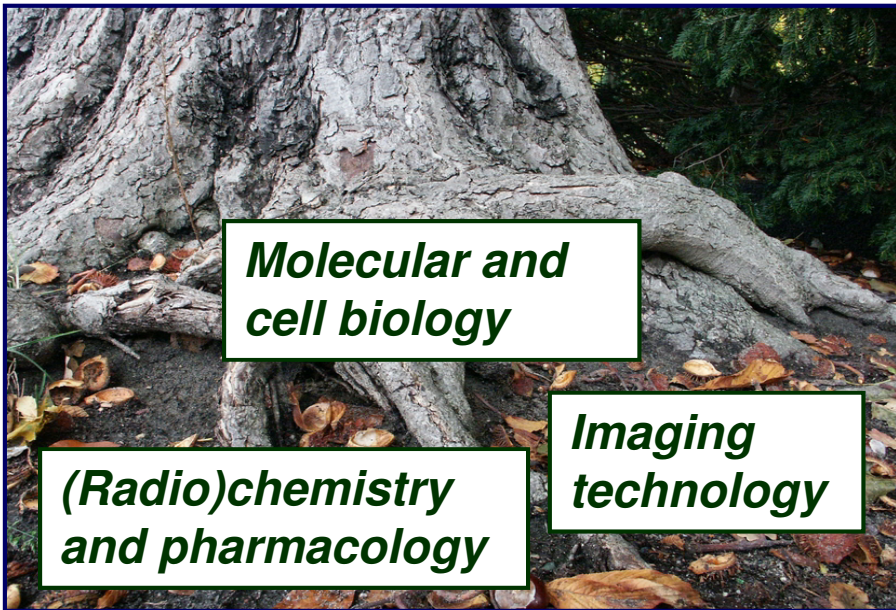 Molecular and
cell biology
Imaging
technology
(Radio)chemistry
and pharmacology